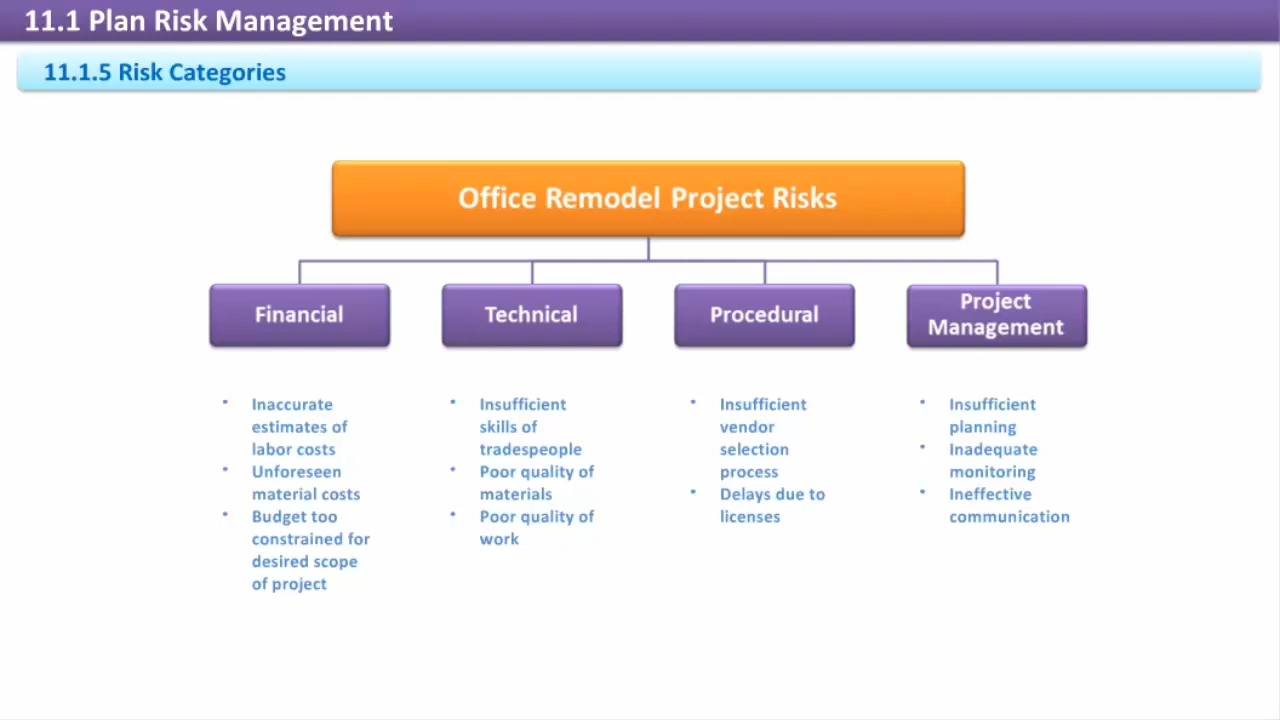 11.1 Plan Risk Management
11.1.5 Risk Categories
Office Remodel Project Risks
Financial
Technical
Procedural
Project
Management
• Inaccurate
estimates of
labor costs
• Unforeseen
material costs
• Budget too
constrained for
desired scope
of project
• Insufficient
skills of
tradespeople
• Poor quality of
materials
• Poor quality of
work
• Insufficient
vendor
selection
process
• Delays due to
licenses
• Insufficient
planning
• Inadequate
monitoring
• Ineffective
communication